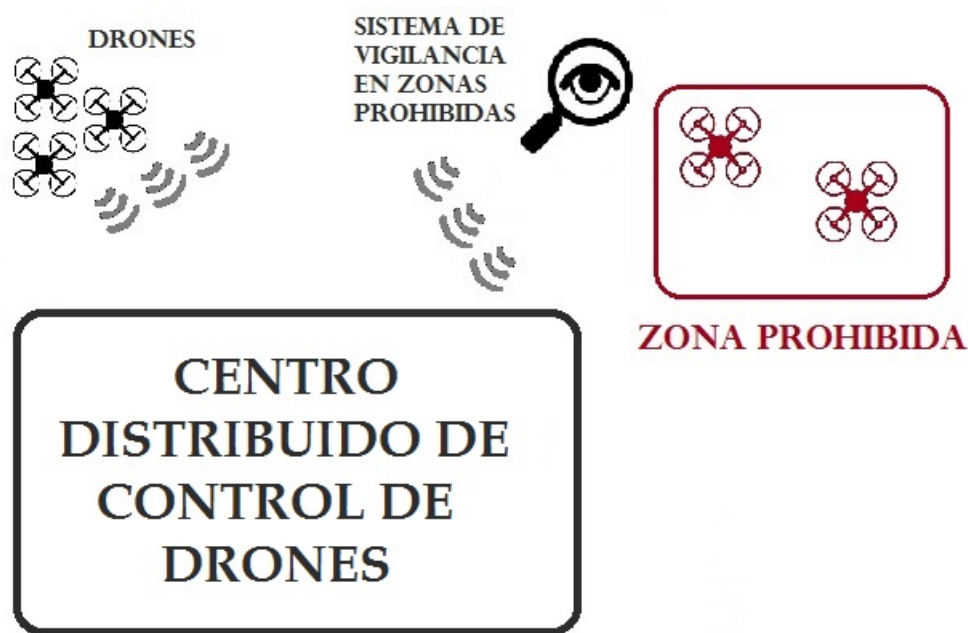 DRONES
SISTEMA DE
VIGILANCIA
EN ZONAS
PROHIBIDAS
ZONA PROHIBIDA
CENTRO
DISTRIBUIDO DE
CONTROL DE
DRONES